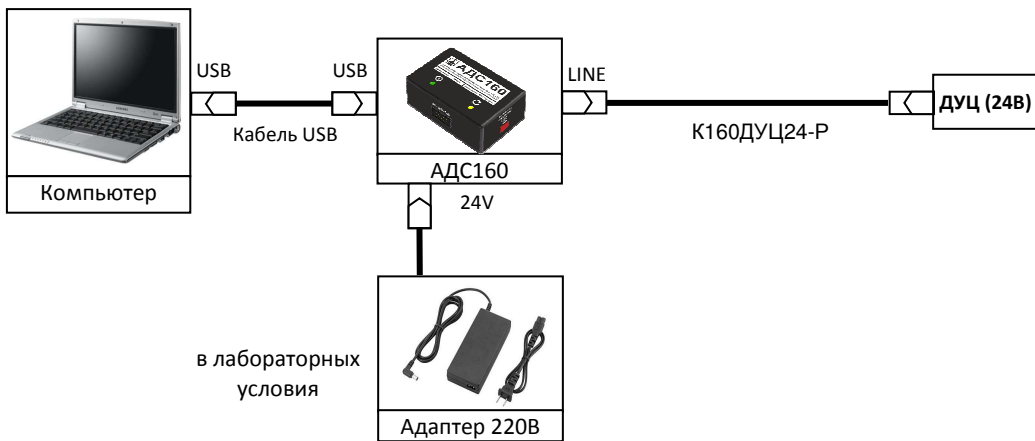 USB
USB
LINE
АДС160
ДУЦ (24В)
Кабель USB
К160ДУЦ24-Р
АДС160
Компьютер
24V
в лабораторных
условия
Адаптер 220В